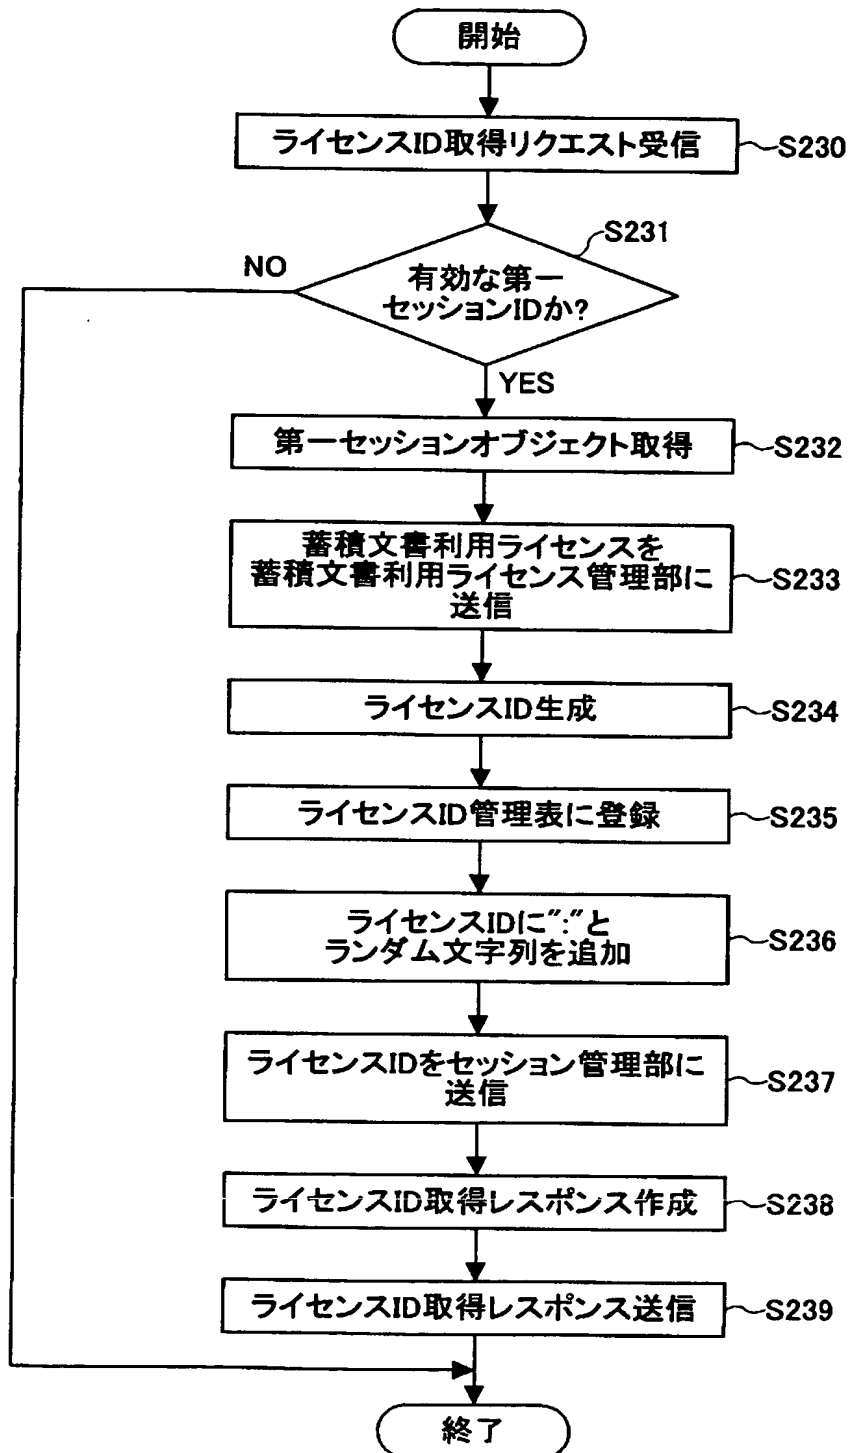 開始
ライセンスID取得リクエスト受信
S230
S231
NO
有効な第一
セッションIDか?
YES
第一セッションオブジェクト取得
S232
蓄積文書利用ライセンスを
蓄積文書利用ライセンス管理部に
送信
S233
ライセンスID生成
S234
ライセンスID管理表に登録
S235
ライセンスIDに":"と
ランダム文字列を追加
S236
ライセンスIDをセッション管理部に
送信
S237
ライセンスID取得レスポンス作成
S238
ライセンスID取得レスポンス送信
S239
終了